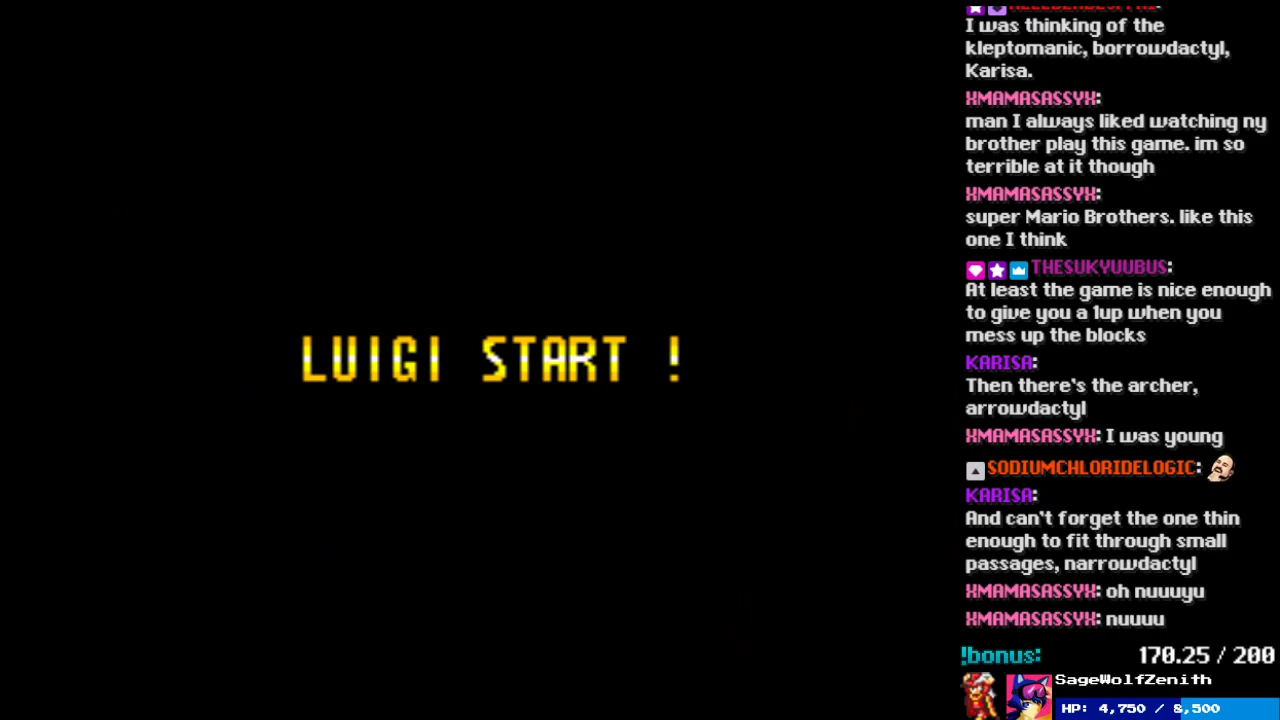 LUIGI START !
I was thinking of the
kleptomanic, borrowdactyl,
Karisa.
XMAMASASSYX:
man I always liked watching ny
brother play this game. im so
terrible at it though
XMAMASASSYX:
super Mario Brothers. like this
one I think
THESUKYUUBUS:
At least the game is nice enough
to give you a 1up when you
mess up the blocks
KARISA:
Then there's the archer,
arrowdactyl
XMAMASASSYX: I was young
SODIUMCHLORIDELOGIC:
KARISA:
And can't forget the one thin
enough to fit through small
passages, narrowdactyl
XMAMASASSYX: oh nuuuyu
XMAMASASSYX: nuuuu
!bonus: 170.25 / 200
SageWolfZenith
HP: 4,750 / 8,500